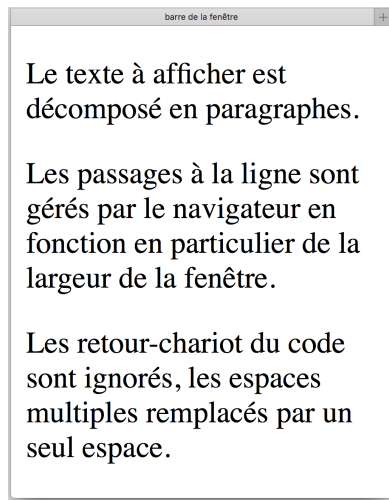 barre de la fenêtre
+
Le texte à afficher est
décomposé en paragraphes.
Les passages à la ligne sont
gérés par le navigateur en
fonction en particulier de la
largeur de la fenêtre.
Les retour-chariot du code
sont ignorés, les espaces
multiples remplacés par un
seul espace.